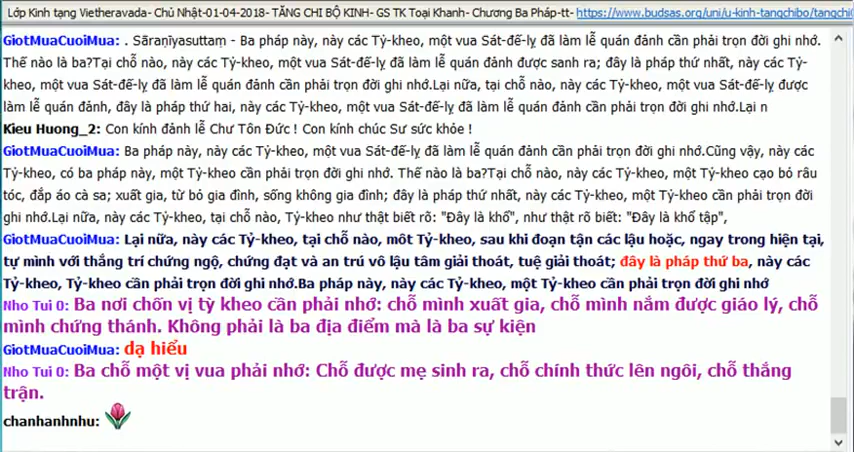 Lớp Kinh tạng Vietheravada- Chủ Nhật-01-04-2018- TĂNG CHI BỘ KINH- GS TK Toại Khanh- Chương Ba Pháp-tt- https://www.budsas.org/uni/u-kinh-tangchibo/tangchi
GiotMuaCuoiMua: . Sāraṇīyasuttaṃ - Ba pháp này, này các Tỷ-kheo, một vua Sát-đế-lỵ đã làm lễ quán đảnh cần phải trọn đời ghi nhớ.
Thế nào là ba?Tại chỗ nào, này các Tỷ-kheo, một vua Sát-đế-lỵ đã làm lễ quán đảnh được sanh ra; đây là pháp thứ nhất, này các Tỷ-
kheo, một vua Sát-đế-lỵ đã làm lễ quán đảnh cần phải trọn đời ghi nhớ.Lại nữa, tại chỗ nào, này các Tỷ-kheo, một vua Sát-đế-lỵ được
làm lễ quán đảnh, đây là pháp thứ hai, này các Tỷ-kheo, một vua Sát-đế-lỵ đã làm lễ quán đảnh cần phải trọn đời ghi nhớ.Lại n
Kieu Huong_2: Con kính đảnh lễ Chư Tôn Đức ! Con kính chúc Sư sức khỏe !
GiotMuaCuoiMua: Ba pháp này, này các Tỷ-kheo, một vua Sát-đế-lỵ đã làm lễ quán đảnh cần phải trọn đời ghi nhớ.Cũng vậy, này các
Tỷ-kheo, có ba pháp này, một Tỷ-kheo cần phải trọn đời ghi nhớ. Thế nào là ba?Tại chỗ nào, này các Tỷ-kheo, một Tỷ-kheo cạo bỏ râu
tóc, đắp áo cà sa; xuất gia, từ bỏ gia đình, sống không gia đình; đây là pháp thứ nhất, này các Tỷ-kheo, một Tỷ-kheo cần phải trọn đời
ghi nhớ.Lại nữa, này các Tỷ-kheo, tại chỗ nào, Tỷ-kheo như thật biết rõ: "Đây là khổ", như thật rõ biết: "Đây là khổ tập",
GiotMuaCuoiMua: Lại nữa, này các Tỷ-kheo, tại chỗ nào, môt Tỷ-kheo, sau khi đoạn tận các lậu hoặc, ngay trong hiện tại,
tự mình với thắng trí chứng ngộ, chứng đạt và an trú vô lậu tâm giải thoát, tuệ giải thoát; đây là pháp thứ ba, này các
Tỷ-kheo, Tỷ-kheo cần phải trọn đời ghi nhớ.Ba pháp này, này các Tỷ-kheo, một Tỷ-kheo cần phải trọn đời ghi nhớ
Nho Tui 0: Ba nơi chốn vị tỳ kheo cần phải nhớ: chỗ mình xuất gia, chỗ mình nắm được giáo lý, chỗ
mình chứng thánh. Không phải là ba địa điểm mà là ba sự kiện
GiotMuaCuoiMua: dạ hiểu
Nho Tui 0: Ba chỗ một vị vua phải nhớ: Chỗ được mẹ sinh ra, chỗ chính thức lên ngôi, chỗ thắng
trận.
chanhanhnhu: